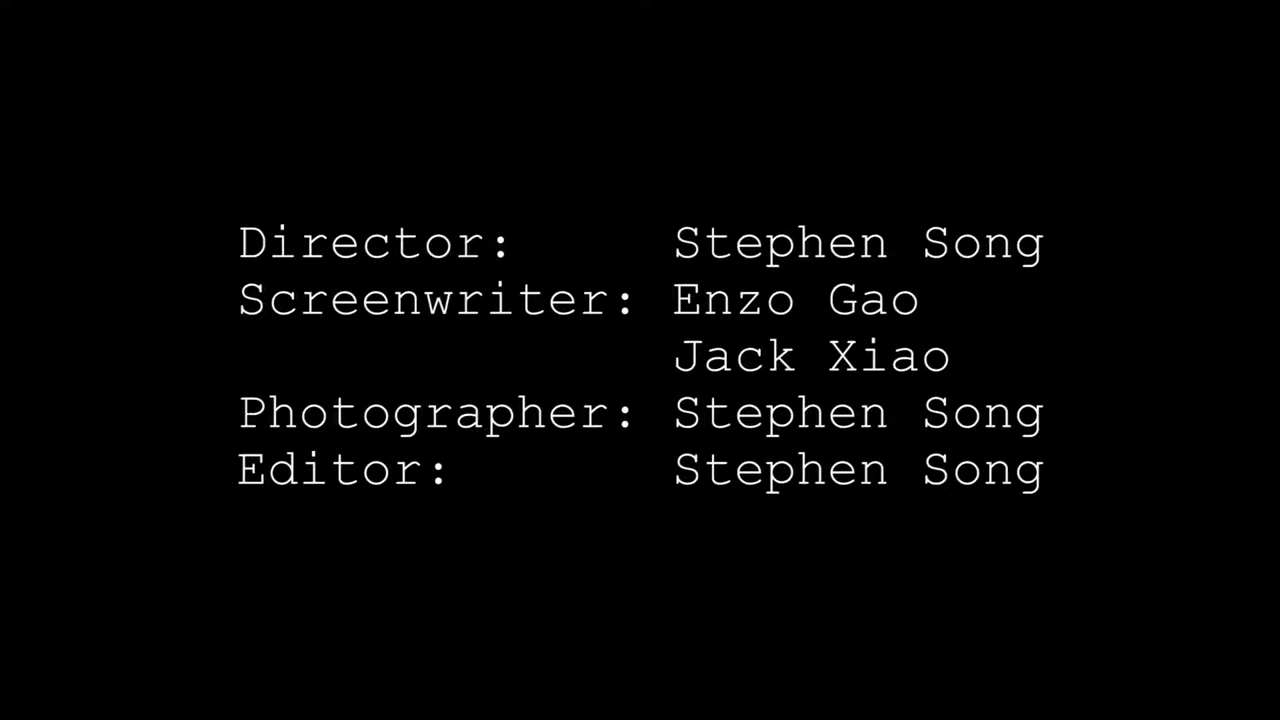 Director: Stephen Song
Screenwriter: Enzo Gao
Jack Xiao
Photographer: Stephen Song
Editor: Stephen Song